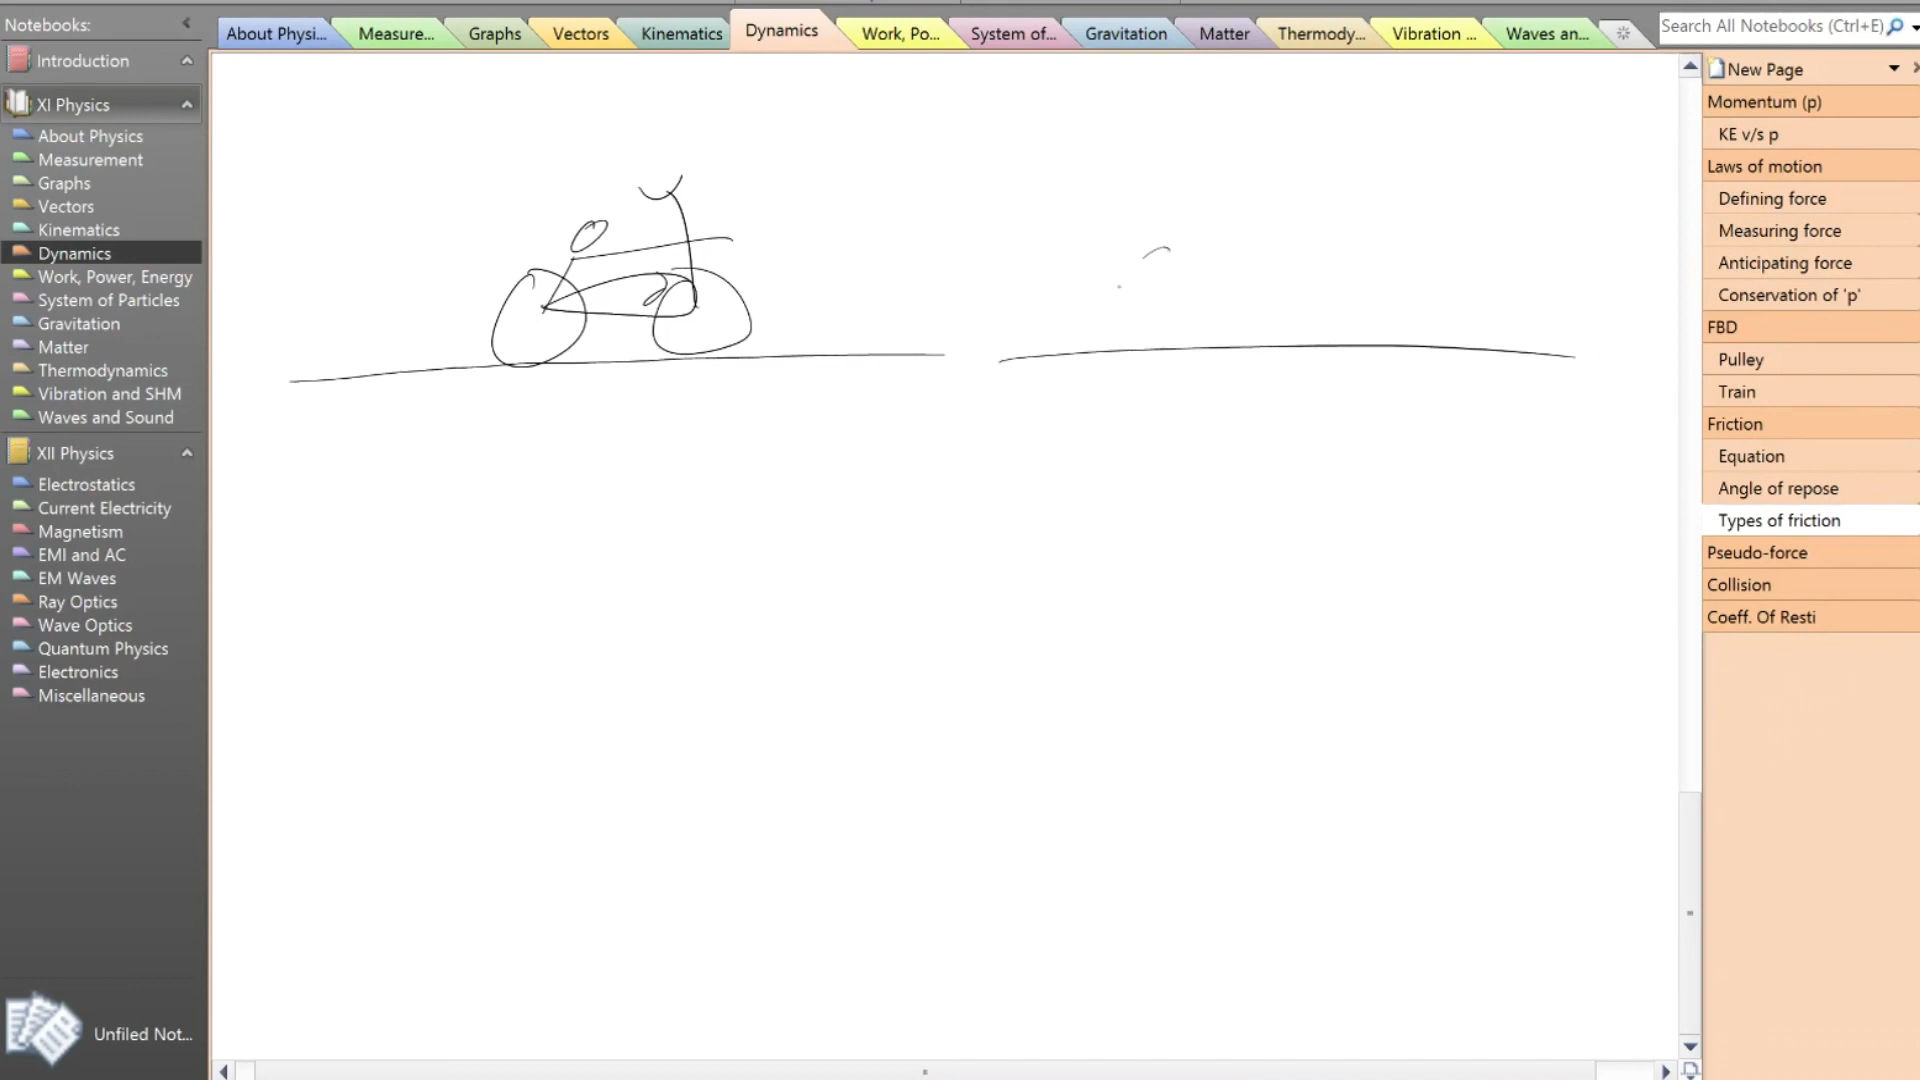 Notebooks:
Introduction
XI Physics
About Physics
Measurement
Graphs
Vectors
Kinematics
Dynamics
Work, Power, Energy
System of Particles
Gravitation
Matter
Thermodynamics
Vibration and SHM
Waves and Sound
XII Physics
Electrostatics
Current Electricity
Magnetism
EMI and AC
EM Waves
Ray Optics
Wave Optics
Quantum Physics
Electronics
Miscellaneous
Unfiled Not...
About Physi...
Measure...
Graphs
Vectors
Kinematics
Dynamics
Work, Po...
System of...
Gravitation
Matter
Thermody...
Vibration ...
Waves an...
Search All Notebooks (Ctrl+E)
New Page
Momentum (p)
KE v/s p
Laws of motion
Defining force
Measuring force
Anticipating force
Conservation of 'p'
FBD
Pulley
Train
Friction
Equation
Angle of repose
Types of friction
Pseudo-force
Collision
Coeff. Of Resti